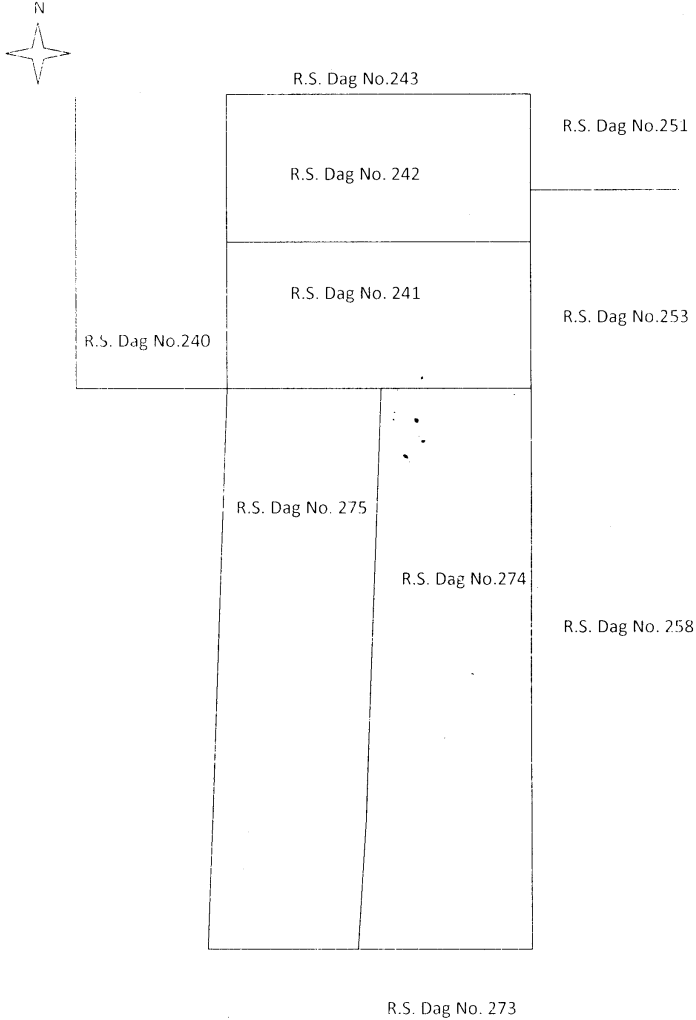 N
R.S. Dag No.243
R.S. Dag No.251
R.S. Dag No. 242
R.S. Dag No. 241
R.S. Dag No.253
R.S. Dag No.240
R.S. Dag No. 275
R.S. Dag No.274
R.S. Dag No. 258
R.S. Dag No. 273